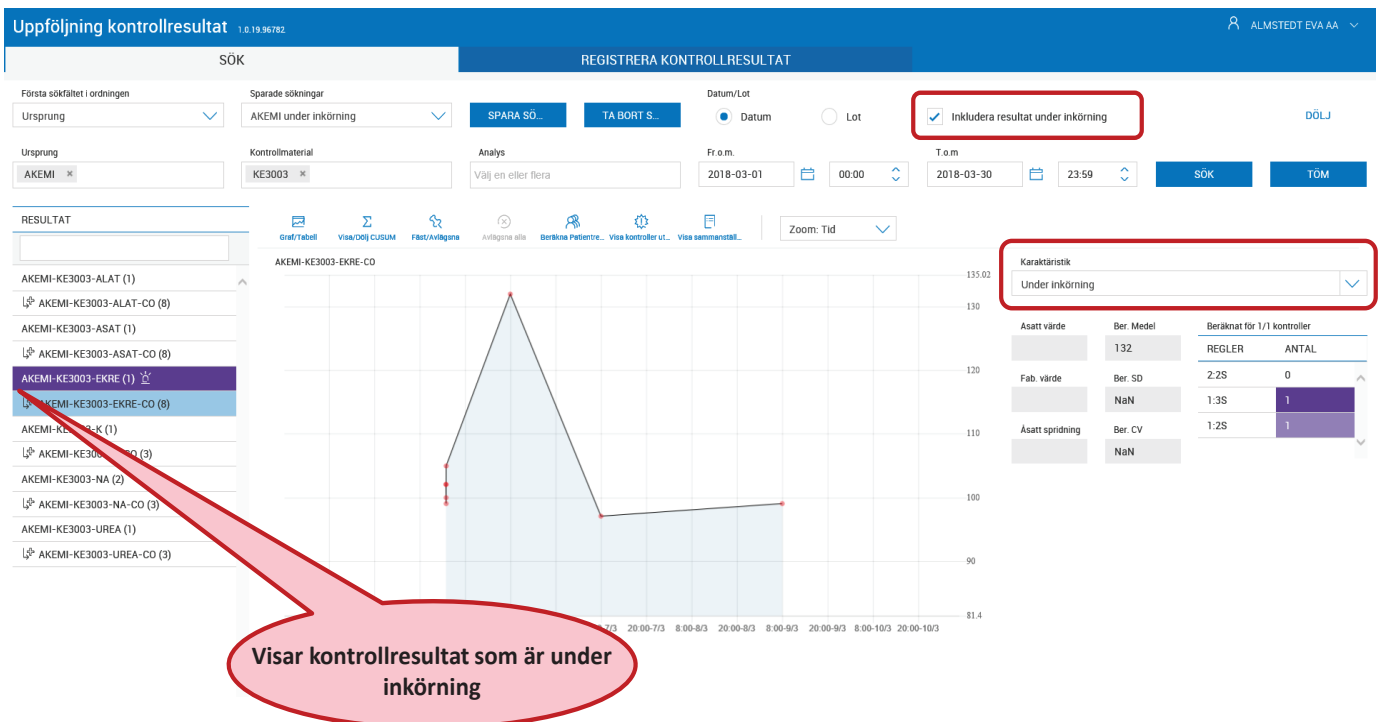 Uppföljning kontrollresultat 1.0.19.96782
ALMSTEDT EVA AA
SÖK
REGISTRERA KONTROLLRESULTAT
Första sökfältet i ordningen
Sparade sökningar
Datum/Lot
Ursprung
AKEMI under inkörning
SPARA SÖ...
TA BORT S...
Datum
Lot
Inkludera resultat under inkörning
DÖLJ
Ursprung
Kontrollmaterial
Analys
Fr.o.m.
T.o.m
AKEMI ×
KE3003 ×
Välj en eller flera
2018-03-01
00:00
2018-03-30
23:59
SÖK
TÖM
RESULTAT
Graf/Tabell
Visa/Dölj CUSUM
Fäst/Avlägsna
Avlägsna alla
Beräkna Patientre...
Visa kontroller ut...
Visa sammanställ...
Zoom: Tid
AKEMI-KE3003-ALAT (1)
AKEMI-KE3003-ALAT-CO (8)
AKEMI-KE3003-ASAT (1)
AKEMI-KE3003-ASAT-CO (8)
AKEMI-KE3003-EKRE (1)
AKEMI-KE3003-EKRE-CO (8)
AKEMI-KE3003-K (1)
AKEMI-KE3003-NA (2)
AKEMI-KE3003-NA-CO (3)
AKEMI-KE3003-UREA (1)
AKEMI-KE3003-UREA-CO (3)
AKEMI-KE3003-EKRE-CO
135.02
130
120
110
100
90
81.4
20:00-7/3
8:00-8/3
20:00-8/3
8:00-9/3
20:00-9/3
8:00-10/3
20:00-10/3
Karaktäristik
Under inkörning
Åsatt värde
Ber. Medel
132
Fab. värde
Ber. SD
NaN
Åsatt spridning
Ber. CV
NaN
Beräknat för 1/1 kontroller
REGLER ANTAL
2:2S 0
1:3S 1
1:2S 1
Visar kontrollresultat som är under
inkörning